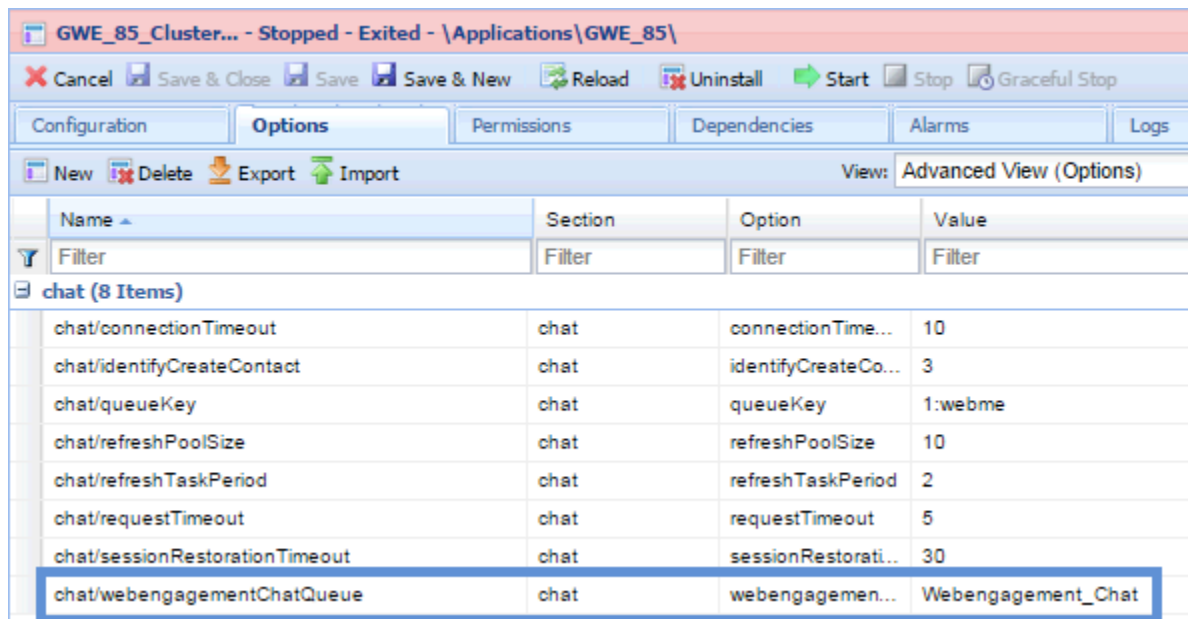 GWE_85_Cluster... - Stopped - Exited - \Applications\GWE_85\
Cancel Save & Close Save Save & New Reload Uninstall Start Stop Graceful Stop
Configuration Options Permissions Dependencies Alarms Logs
New Delete Export Import View: Advanced View (Options)
Name Section Option Value
Filter Filter Filter Filter
chat (8 Items)
chat/connectionTimeout chat connectionTime... 10
chat/identifyCreateContact chat identifyCreateCo... 3
chat/queueKey chat queueKey 1:webme
chat/refreshPoolSize chat refreshPoolSize 10
chat/refreshTaskPeriod chat refreshTaskPeriod 2
chat/requestTimeout chat requestTimeout 5
chat/sessionRestorationTimeout chat sessionRestorati... 30
chat/webengagementChatQueue chat webengagemen... Webengagement_Chat